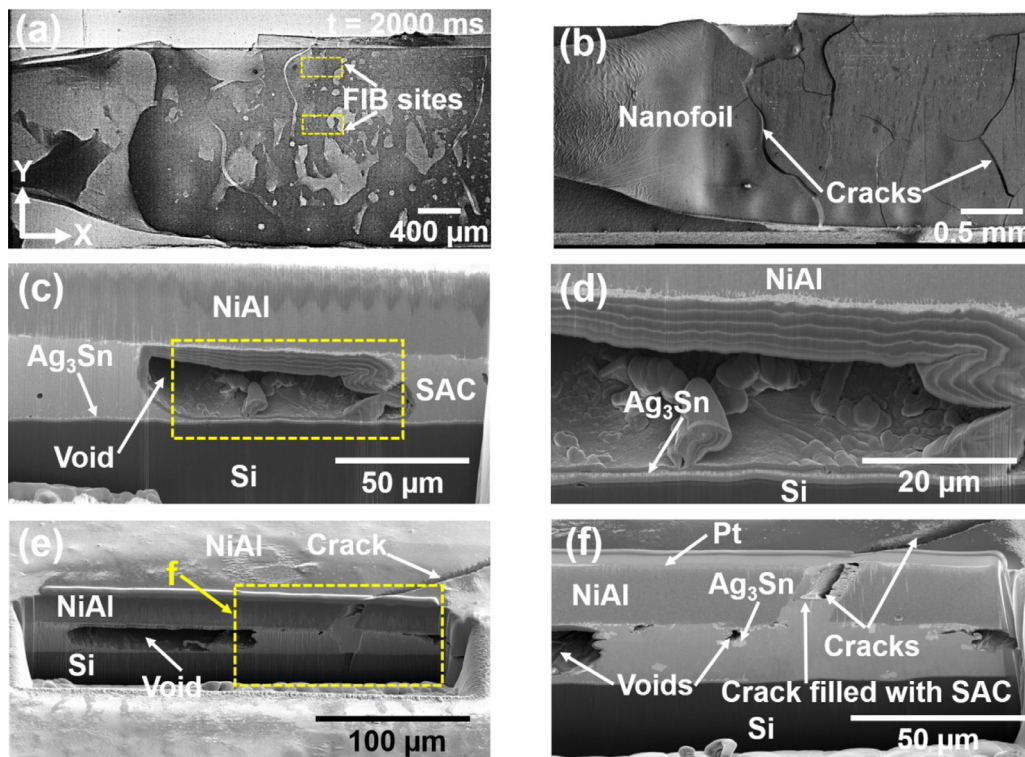 (a)
t = 2000 ms
FIB sites
Y
X
400 µm
(b)
Nanofoil
Cracks
0.5 mm
(c)
NiAl
Ag₃Sn
SAC
Void
Si
50 µm
(d)
NiAl
Ag₃Sn
Si
20 µm
(e)
NiAl
Crack
f
NiAl
Si
Void
100 µm
(f)
Pt
Ag₃Sn
NiAl
Cracks
Voids
Crack filled with SAC
Si
50 µm